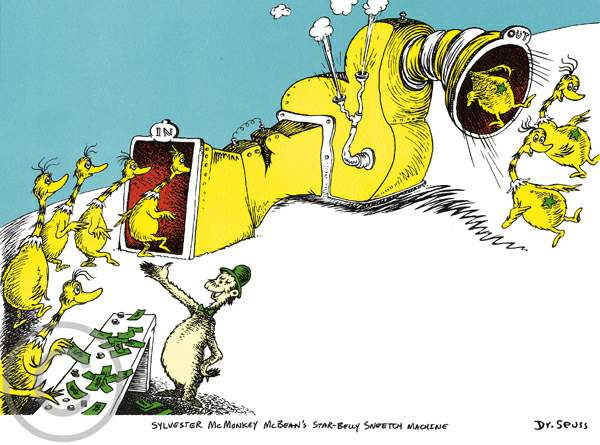 OUT
IN
SYLVESTER McMONKEY McBEAN'S STAR-BELLY SNEETCH MACHINE
Dr. Seuss